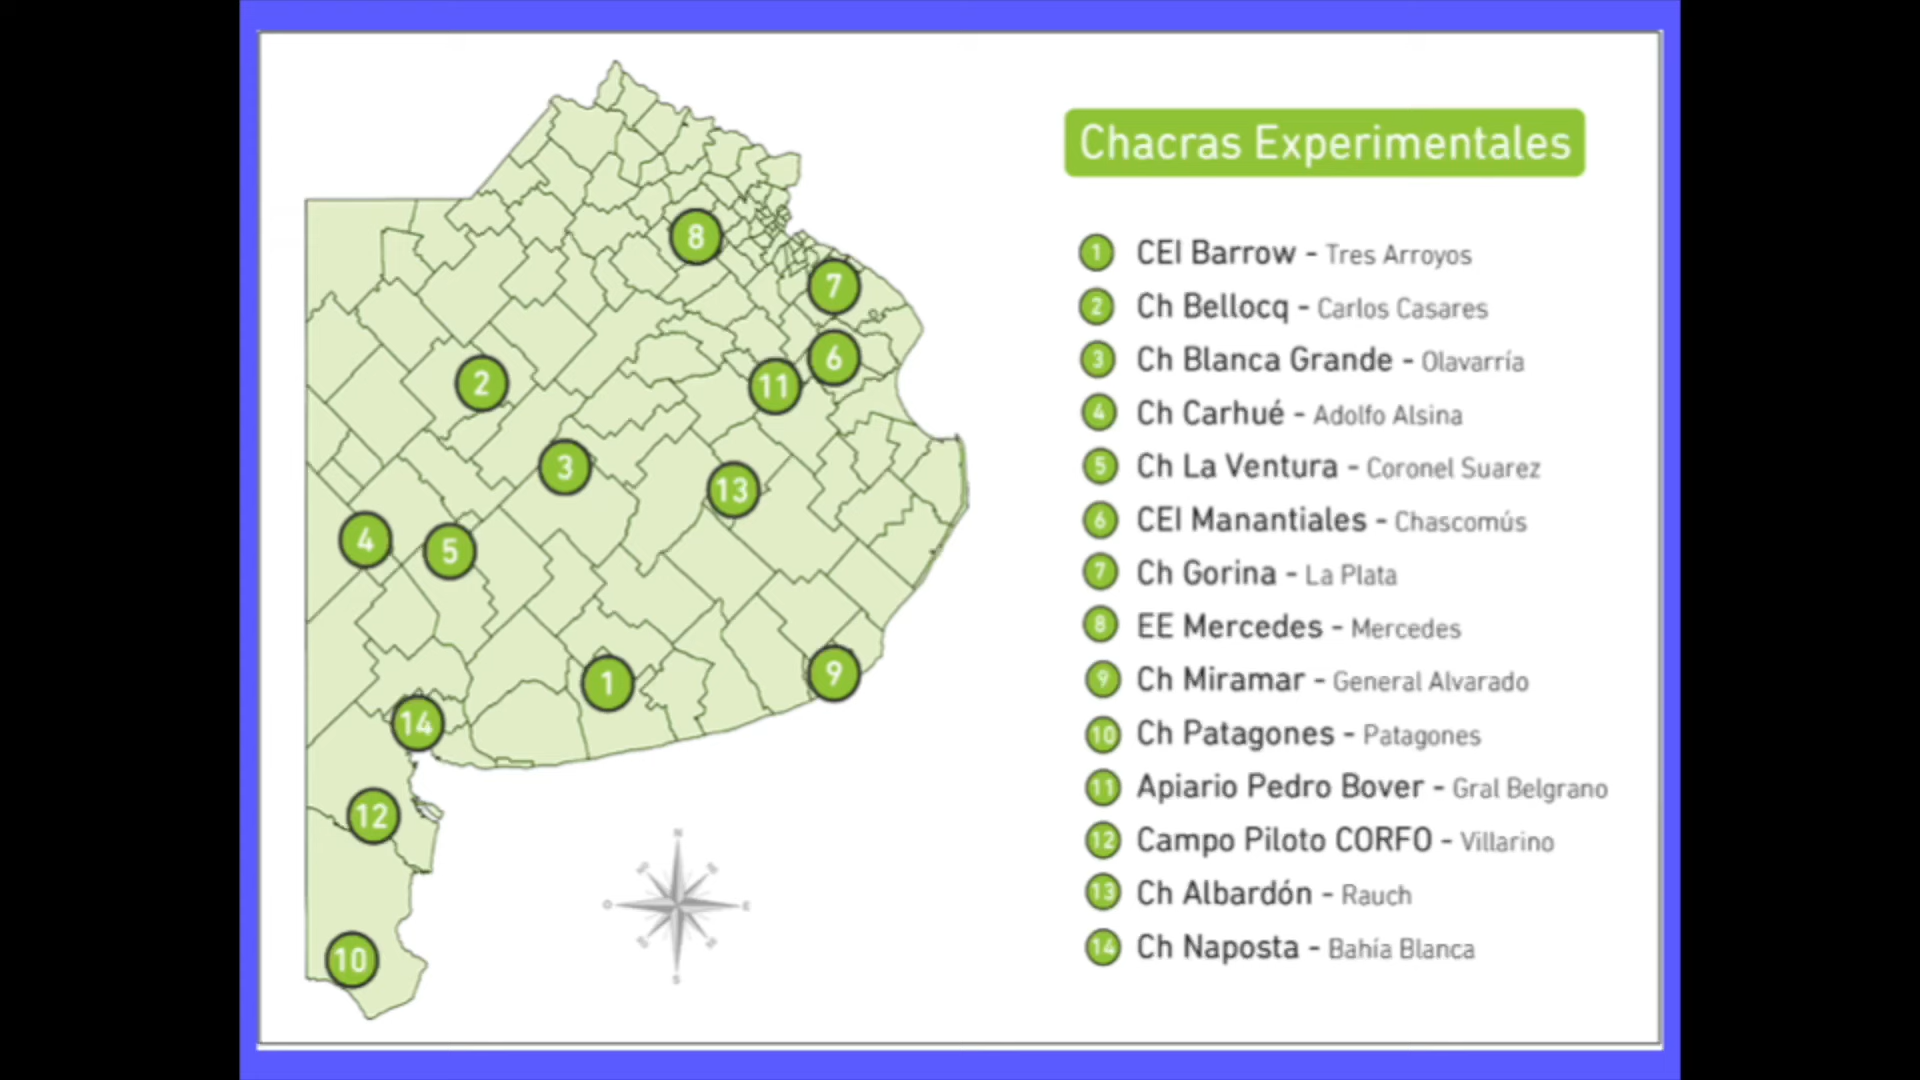 Chacras Experimentales
1 CEI Barrow - Tres Arroyos
2 Ch Bellocq - Carlos Casares
3 Ch Blanca Grande - Olavarría
4 Ch Carhué - Adolfo Alsina
5 Ch La Ventura - Coronel Suarez
6 CEI Manantiales - Chascomús
7 Ch Gorina - La Plata
8 EE Mercedes - Mercedes
9 Ch Miramar - General Alvarado
10 Ch Patagones - Patagones
11 Apiario Pedro Bover - Gral Belgrano
12 Campo Piloto CORFO - Villarino
13 Ch Albardón - Rauch
14 Ch Naposta - Bahía Blanca
8
7
6
2
11
3
13
4
5
1
9
14
12
10
N
O
E
S